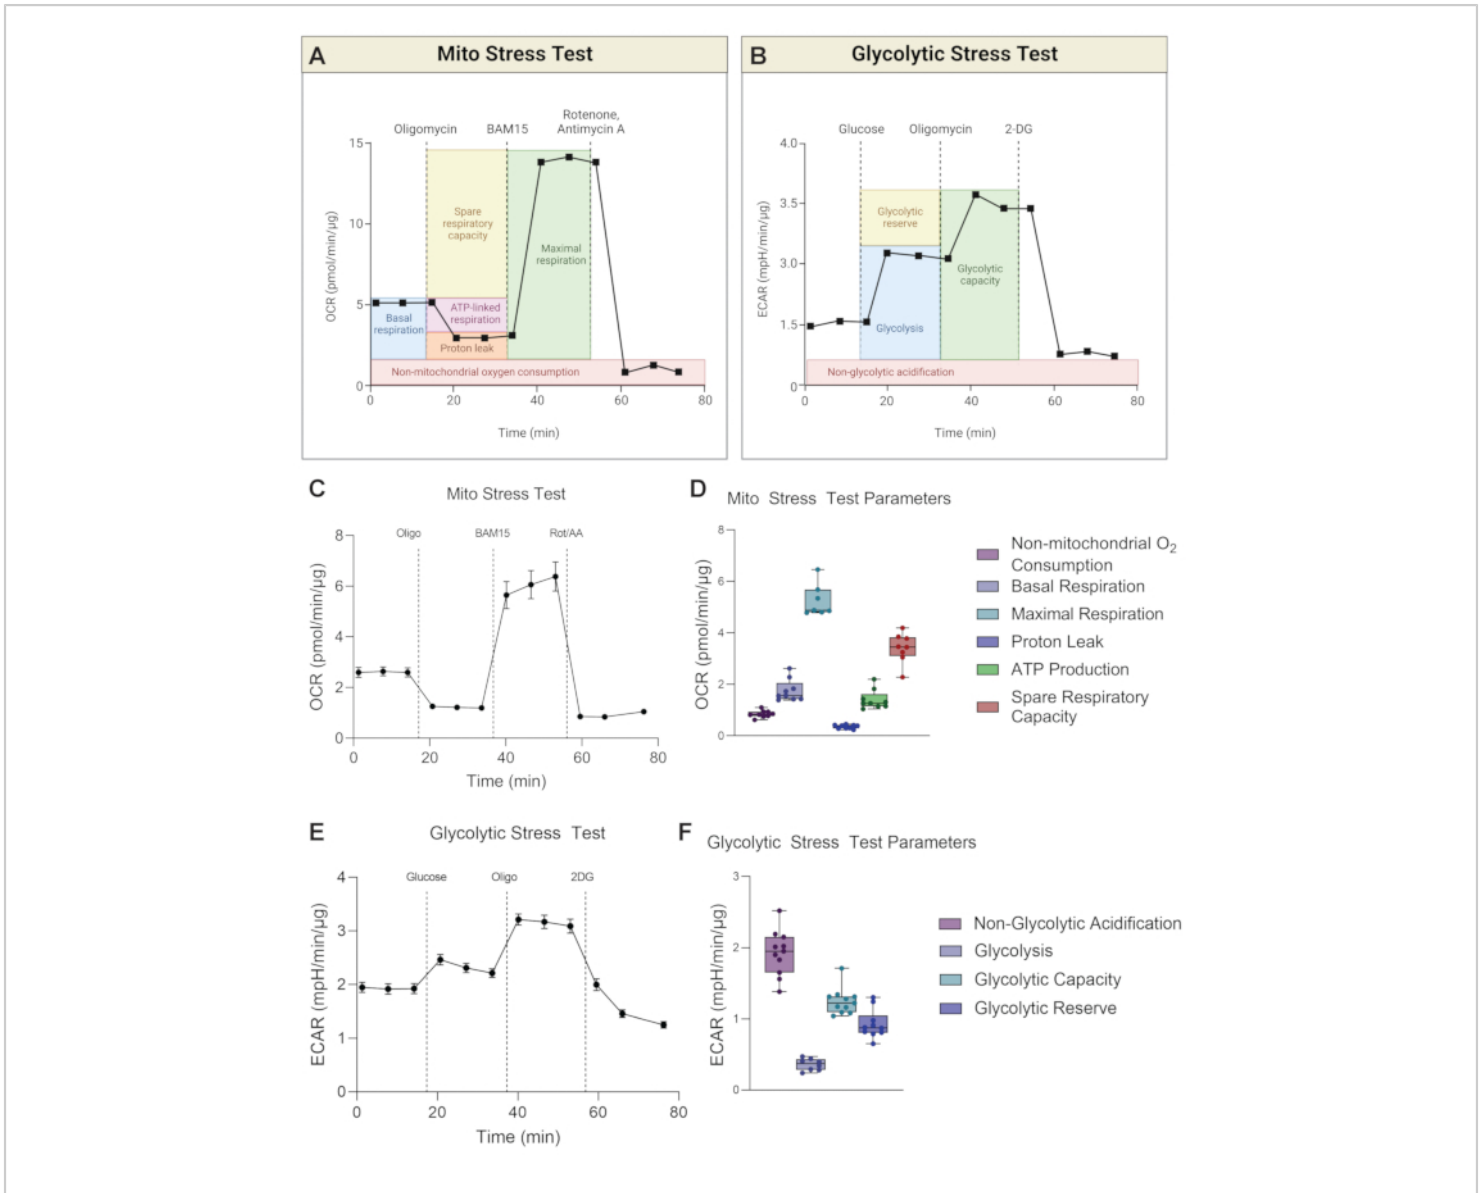 A
Mito Stress Test
Rotenone,
Oligomycin
BAM15
Antimycin A
15
10
5
0
OCR (pmol/min/µg)
Spare
respiratory
capacity
Maximal
respiration
Basal
respiration
ATP-linked
respiration
Proton leak
Non-mitochondrial oxygen consumption
0
20
40
60
80
Time (min)
B
Glycolytic Stress Test
Glucose
Oligomycin
2-DG
4.0
3.5
3.0
1.5
0
ECAR (mpH/min/µg)
Glycolytic
reserve
Glycolytic
capacity
Glycolysis
Non-glycolytic acidification
0
20
40
60
80
Time (min)
C
Mito Stress Test
Oligo
BAM15
Rot/AA
8
6
4
2
0
OCR (pmol/min/µg)
0
20
40
60
80
Time (min)
D
Mito Stress Test Parameters
8
6
4
2
0
OCR (pmol/min/µg)
Non-mitochondrial O2
Consumption
Basal Respiration
Maximal Respiration
Proton Leak
ATP Production
Spare Respiratory
Capacity
E
Glycolytic Stress Test
Glucose
Oligo
2DG
4
3
2
1
0
ECAR (mpH/min/µg)
0
20
40
60
80
Time (min)
F
Glycolytic Stress Test Parameters
3
2
1
0
ECAR (mpH/min/µg)
Non-Glycolytic Acidification
Glycolysis
Glycolytic Capacity
Glycolytic Reserve